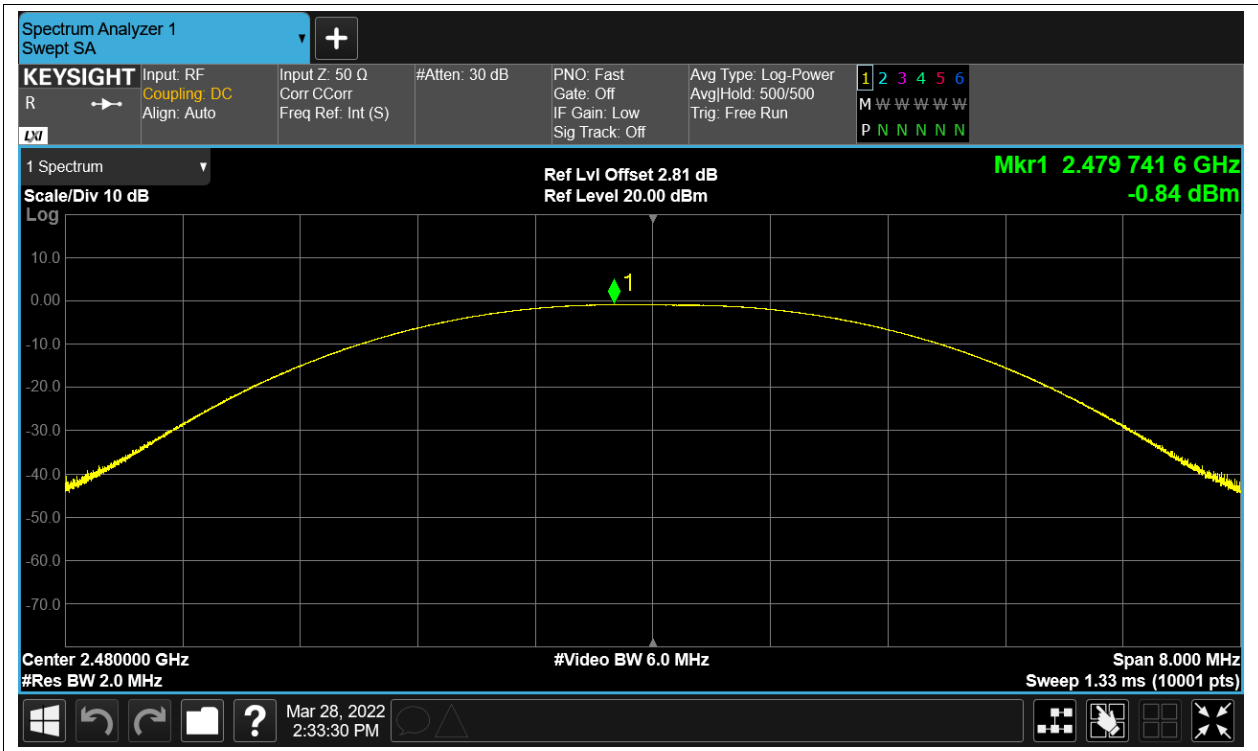 Spectrum Analyzer 1
Swept SA
KEYSIGHT
R
LXI
Input: RF
Coupling: DC
Align: Auto
Input Z: 50 Ω
Corr CCorr
Freq Ref: Int (S)
#Atten: 30 dB
PNO: Fast
Gate: Off
IF Gain: Low
Sig Track: Off
Avg Type: Log-Power
Avg|Hold: 500/500
Trig: Free Run
1 2 3 4 5 6
M W W W W W W
P N N N N N N
1 Spectrum
Scale/Div 10 dB
Ref Lvl Offset 2.81 dB
Ref Level 20.00 dBm
Mkr1 2.479 741 6 GHz
-0.84 dBm
Log
10.0
0.00
-10.0
-20.0
-30.0
-40.0
-50.0
-60.0
-70.0
1
Center 2.480000 GHz
#Res BW 2.0 MHz
#Video BW 6.0 MHz
Span 8.000 MHz
Sweep 1.33 ms (10001 pts)
?
Mar 28, 2022
2:33:30 PM